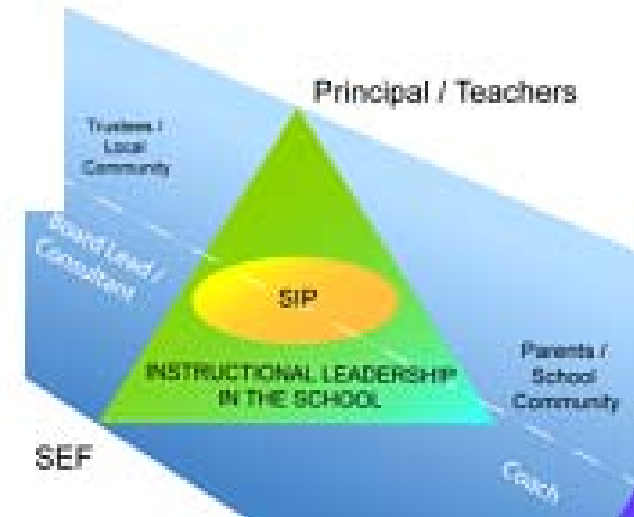 Principal / Teachers
Trustees /
Local
Community
Board Lead /
Consultant
SIP
INSTRUCTIONAL LEADERSHIP
IN THE SCHOOL
Parents /
School
Community
SEF
Coach